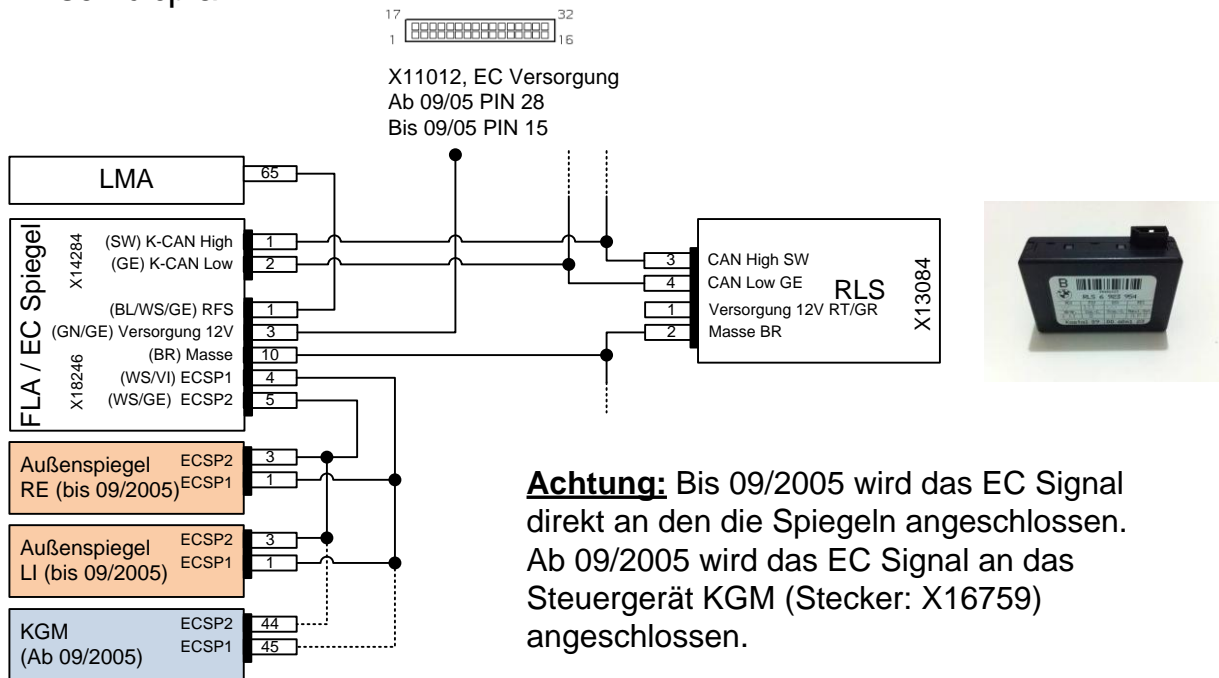 17
32
1
16
X11012, EC Versorgung
Ab 09/05 PIN 28
Bis 09/05 PIN 15
LMA
65
FLA / EC Spiegel
X14284
(SW) K-CAN High
1
(GE) K-CAN Low
2
X18246
(BL/WS/GE) RFS
1
(GN/GE) Versorgung 12V
3
(BR) Masse
10
(WS/VI) ECSP1
4
(WS/GE) ECSP2
5
3
CAN High SW
4
CAN Low GE
1
Versorgung 12V RT/GR
2
Masse BR
RLS
X13084
B
RLS 6 923 954
Außenspiegel
RE (bis 09/2005)
ECSP2
3
ECSP1
1
Außenspiegel
LI (bis 09/2005)
ECSP2
3
ECSP1
1
KGM
(Ab 09/2005)
ECSP2
44
ECSP1
45
Achtung: Bis 09/2005 wird das EC Signal
direkt an den die Spiegeln angeschlossen.
Ab 09/2005 wird das EC Signal an das
Steuergerät KGM (Stecker: X16759)
angeschlossen.